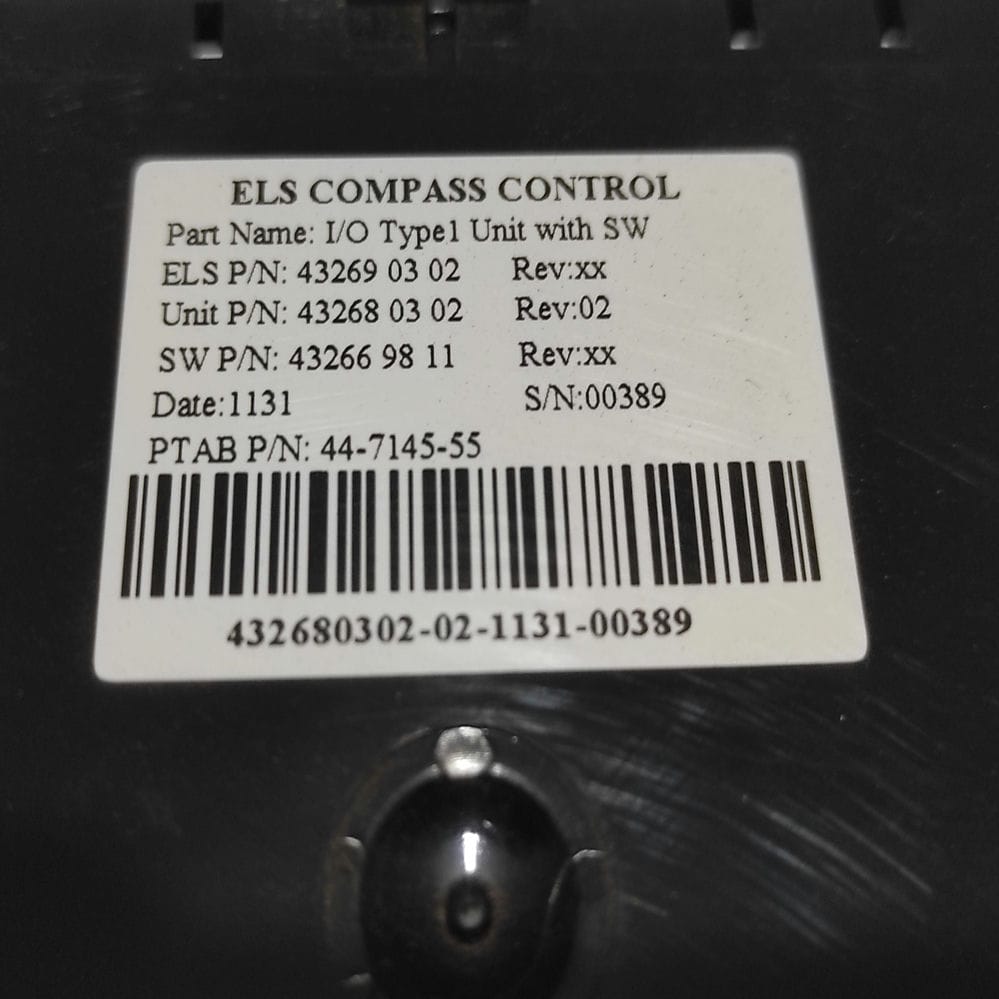 ELS COMPASS CONTROL
Part Name: I/O Type1 Unit with SW
ELS P/N: 43269 03 02 Rev:xx
Unit P/N: 43268 03 02 Rev:02
SW P/N: 43266 98 11 Rev:xx
Date:1131 S/N:00389
PTAB P/N: 44-7145-55
432680302-02-1131-00389